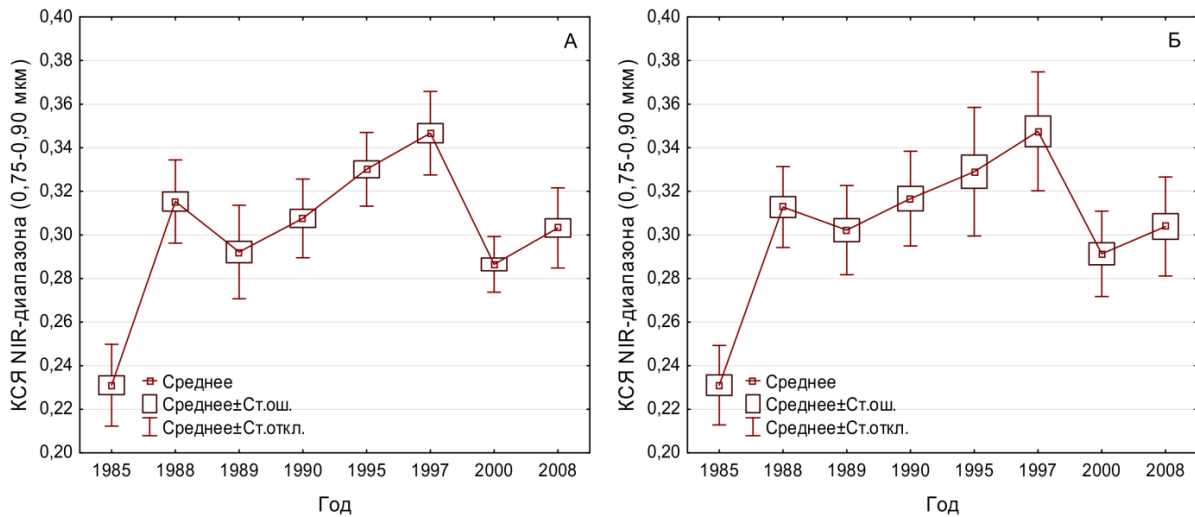 КСЯ NIR-диапазона (0,75-0,90 мкм)
0,40
0,38
0,36
0,34
0,32
0,30
0,28
0,26
0,24
0,22
0,20
А
Среднее
Среднее±Ст.ош.
Среднее±Ст.откл.
1985 1988 1989 1990 1995 1997 2000 2008
Год
КСЯ NIR-диапазона (0,75-0,90 мкм)
0,40
0,38
0,36
0,34
0,32
0,30
0,28
0,26
0,24
0,22
0,20
Б
Среднее
Среднее±Ст.ош.
Среднее±Ст.откл.
1985 1988 1989 1990 1995 1997 2000 2008
Год